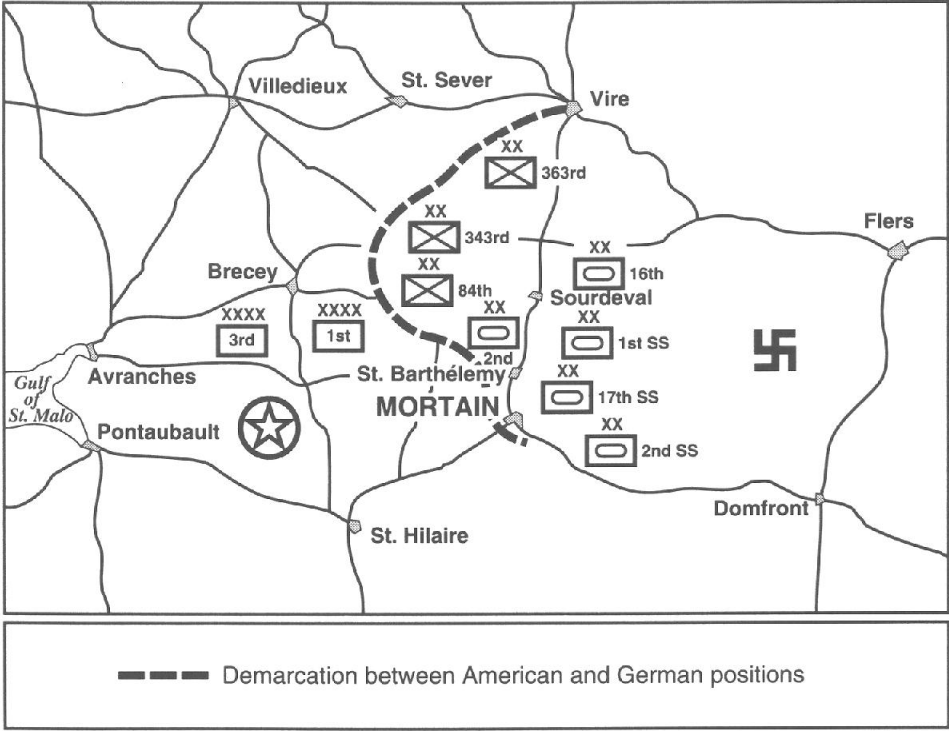 Villedieux
St. Sever
Vire
XX
363rd
XX
343rd
Flers
XX
16th
Brecey
XX
84th
Sourdeval
XXXX
3rd
XXXX
1st
XX
2nd
XX
1st SS
Avranches
St. Barthélemy
Gulf
of
St. Malo
XX
17th SS
MORTAIN
Pontaubault
XX
2nd SS
Domfront
St. Hilaire
Demarcation between American and German positions